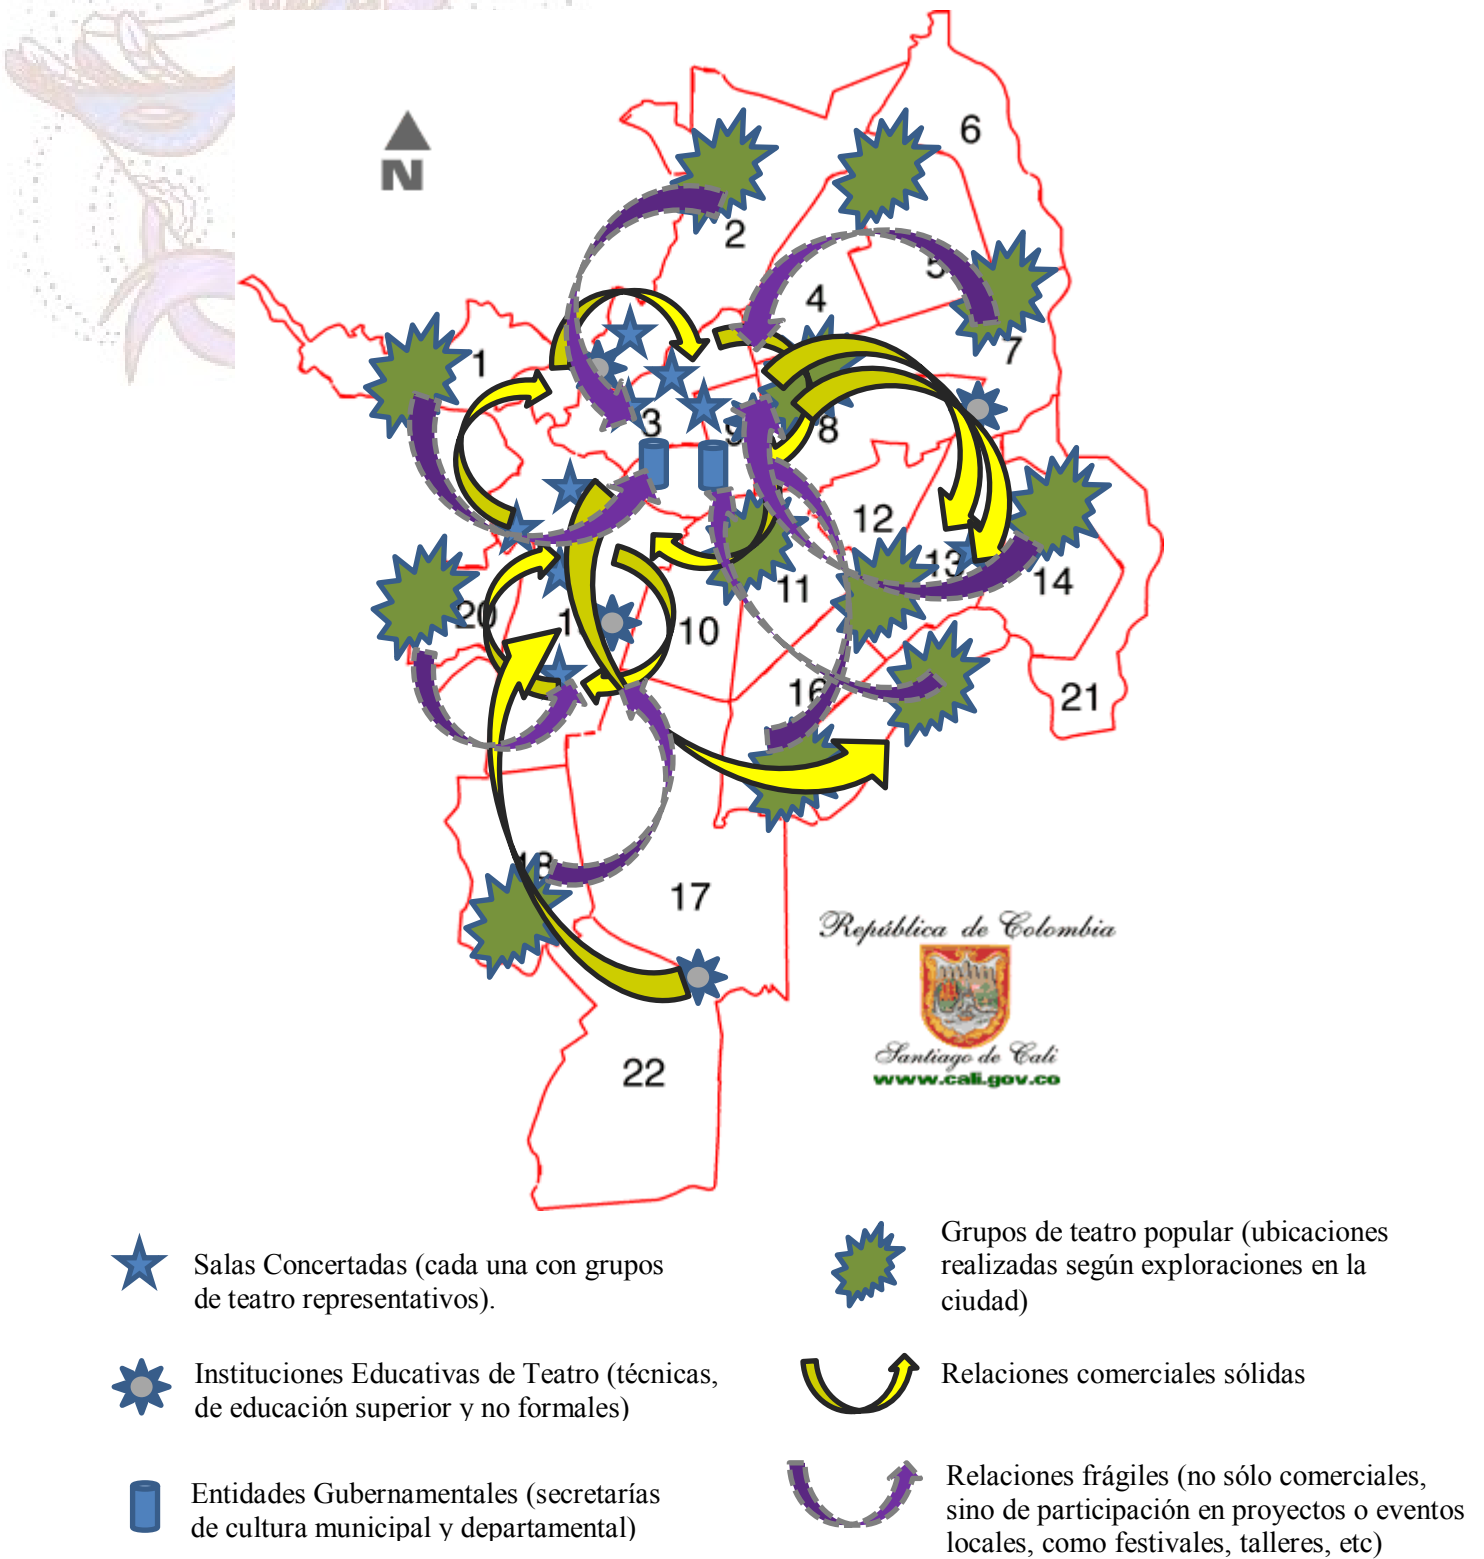 N
6
2
5
4
1
7
3
9
8
12
13
14
11
20
10
16
21
18
17
República de Colombia
Santiago de Cali
www.cali.gov.co
22
Salas Concertadas (cada una con grupos
de teatro representativos).
Grupos de teatro popular (ubicaciones
realizadas según exploraciones en la
ciudad)
Instituciones Educativas de Teatro (técnicas,
de educación superior y no formales)
Relaciones comerciales sólidas
Entidades Gubernamentales (secretarías
de cultura municipal y departamental)
Relaciones frágiles (no sólo comerciales,
sino de participación en proyectos o eventos
locales, como festivales, talleres, etc)